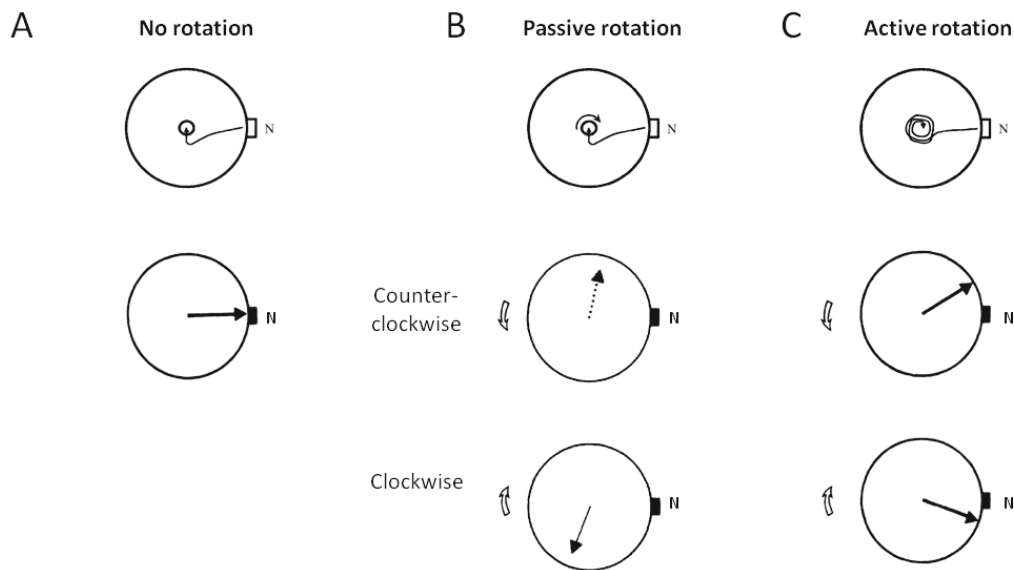 A No rotation B Passive rotation C Active rotation
N N N
Counter-
clockwise
N N N
Clockwise
N N